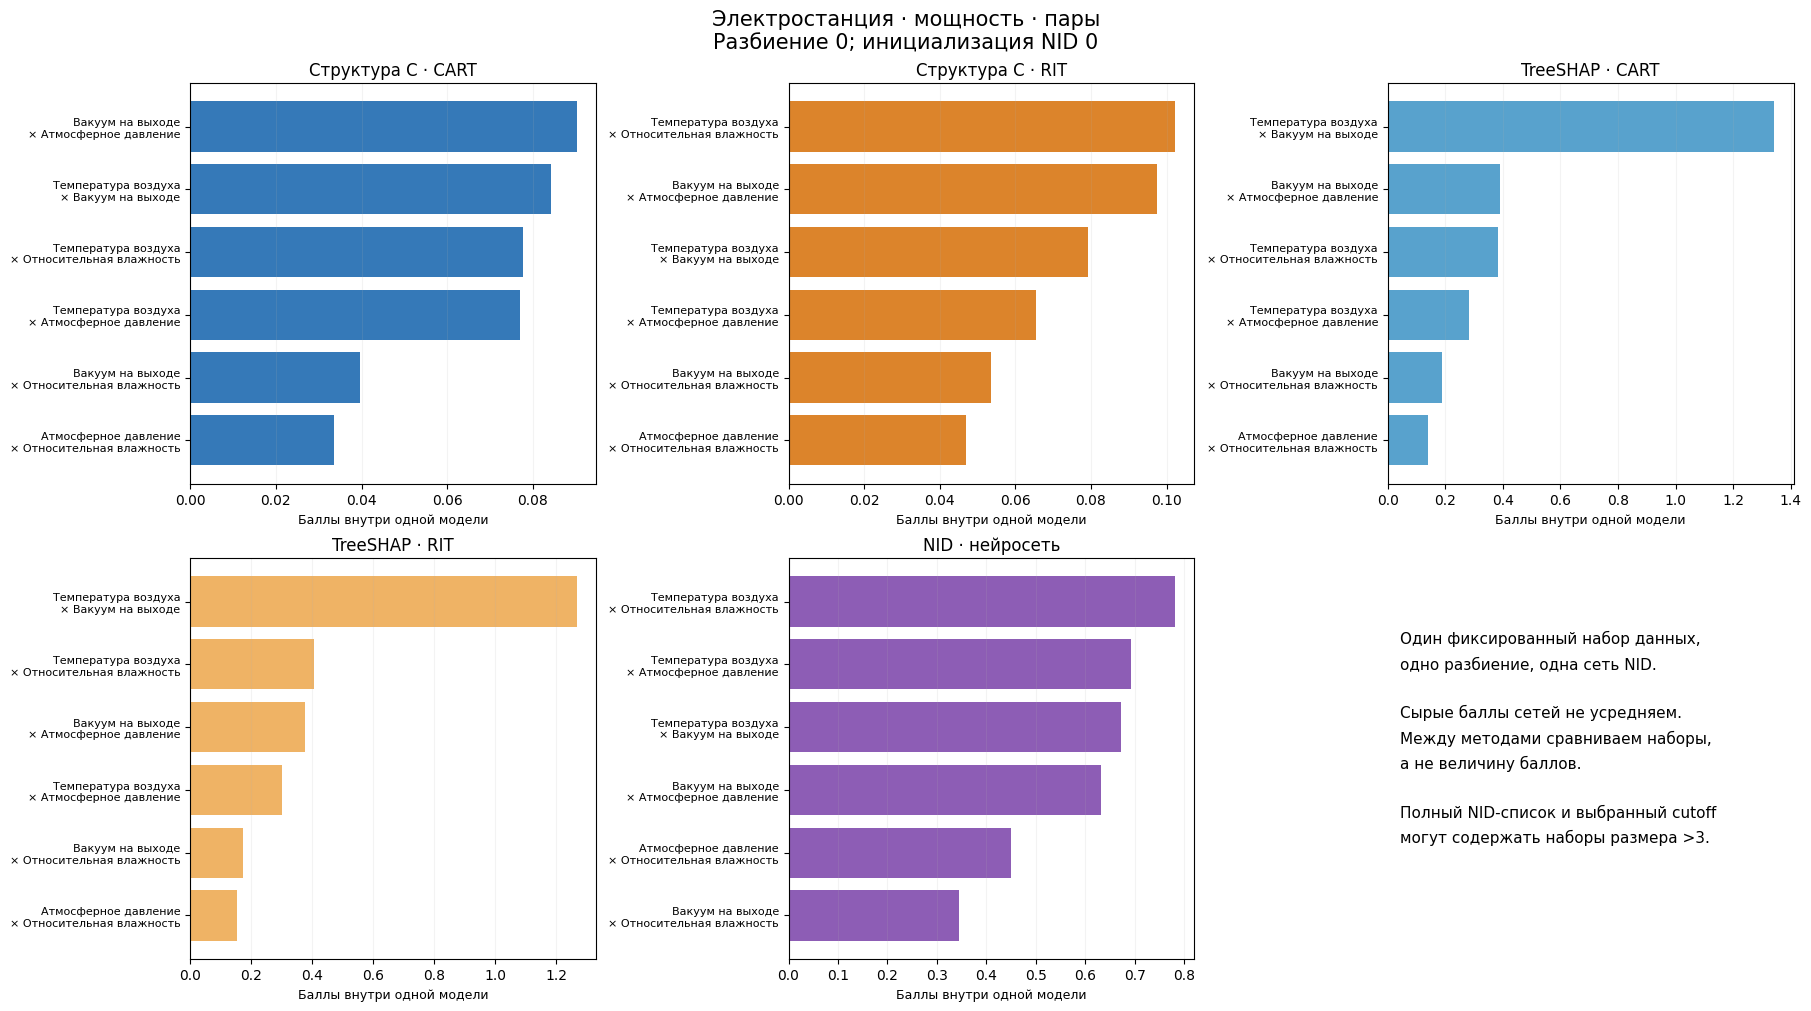 Электростанция · мощность · пары
Разбиение 0; инициализация NID 0
Структура C · CART
Вакуум на выходе
× Атмосферное давление
Температура воздуха
× Вакуум на выходе
Температура воздуха
× Относительная влажность
Температура воздуха
× Атмосферное давление
Вакуум на выходе
× Относительная влажность
Атмосферное давление
× Относительная влажность
0.00 0.02 0.04 0.06 0.08
Баллы внутри одной модели
Структура C · RIT
Температура воздуха
× Относительная влажность
Вакуум на выходе
× Атмосферное давление
Температура воздуха
× Вакуум на выходе
Температура воздуха
× Атмосферное давление
Вакуум на выходе
× Относительная влажность
Атмосферное давление
× Относительная влажность
0.00 0.02 0.04 0.06 0.08 0.10
Баллы внутри одной модели
TreeSHAP · CART
Температура воздуха
× Вакуум на выходе
Вакуум на выходе
× Атмосферное давление
Температура воздуха
× Относительная влажность
Температура воздуха
× Атмосферное давление
Вакуум на выходе
× Относительная влажность
Атмосферное давление
× Относительная влажность
0.0 0.2 0.4 0.6 0.8 1.0 1.2 1.4
Баллы внутри одной модели
TreeSHAP · RIT
Температура воздуха
× Вакуум на выходе
Температура воздуха
× Относительная влажность
Вакуум на выходе
× Атмосферное давление
Температура воздуха
× Атмосферное давление
Вакуум на выходе
× Относительная влажность
Атмосферное давление
× Относительная влажность
0.0 0.2 0.4 0.6 0.8 1.0 1.2
Баллы внутри одной модели
NID · нейросеть
Температура воздуха
× Относительная влажность
Температура воздуха
× Атмосферное давление
Температура воздуха
× Вакуум на выходе
Вакуум на выходе
× Атмосферное давление
Атмосферное давление
× Относительная влажность
Вакуум на выходе
× Относительная влажность
0.0 0.1 0.2 0.3 0.4 0.5 0.6 0.7 0.8
Баллы внутри одной модели
Один фиксированный набор данных,
одно разбиение, одна сеть NID.
Сырые баллы сетей не усредняем.
Между методами сравниваем наборы,
а не величину баллов.
Полный NID-список и выбранный cutoff
могут содержать наборы размера >3.